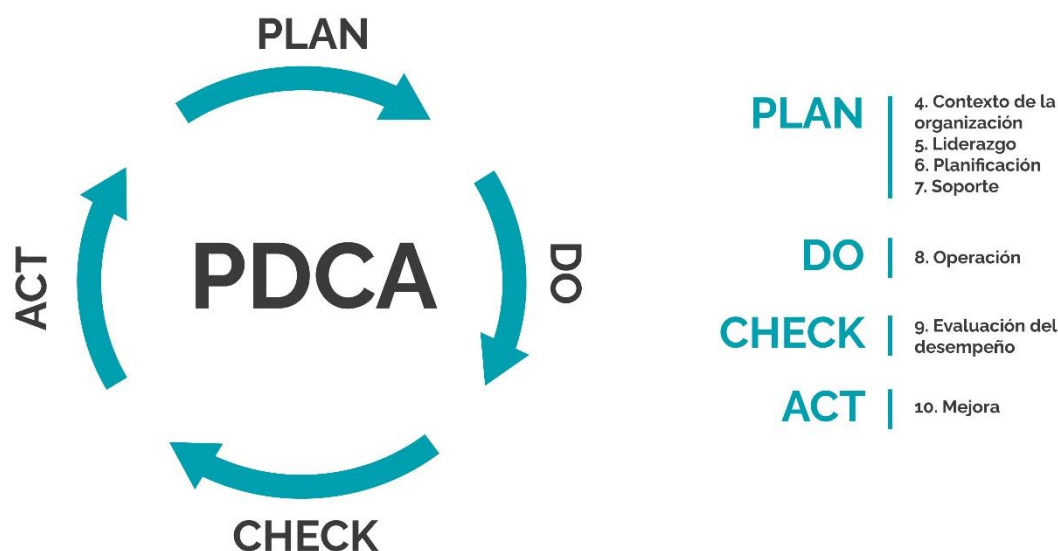 PLAN
DO
CHECK
ACT
PDCA
PLAN
4. Contexto de la
organización
5. Liderazgo
6. Planificación
7. Soporte
DO
8. Operación
CHECK
9. Evaluación del
desempeño
ACT
10. Mejora